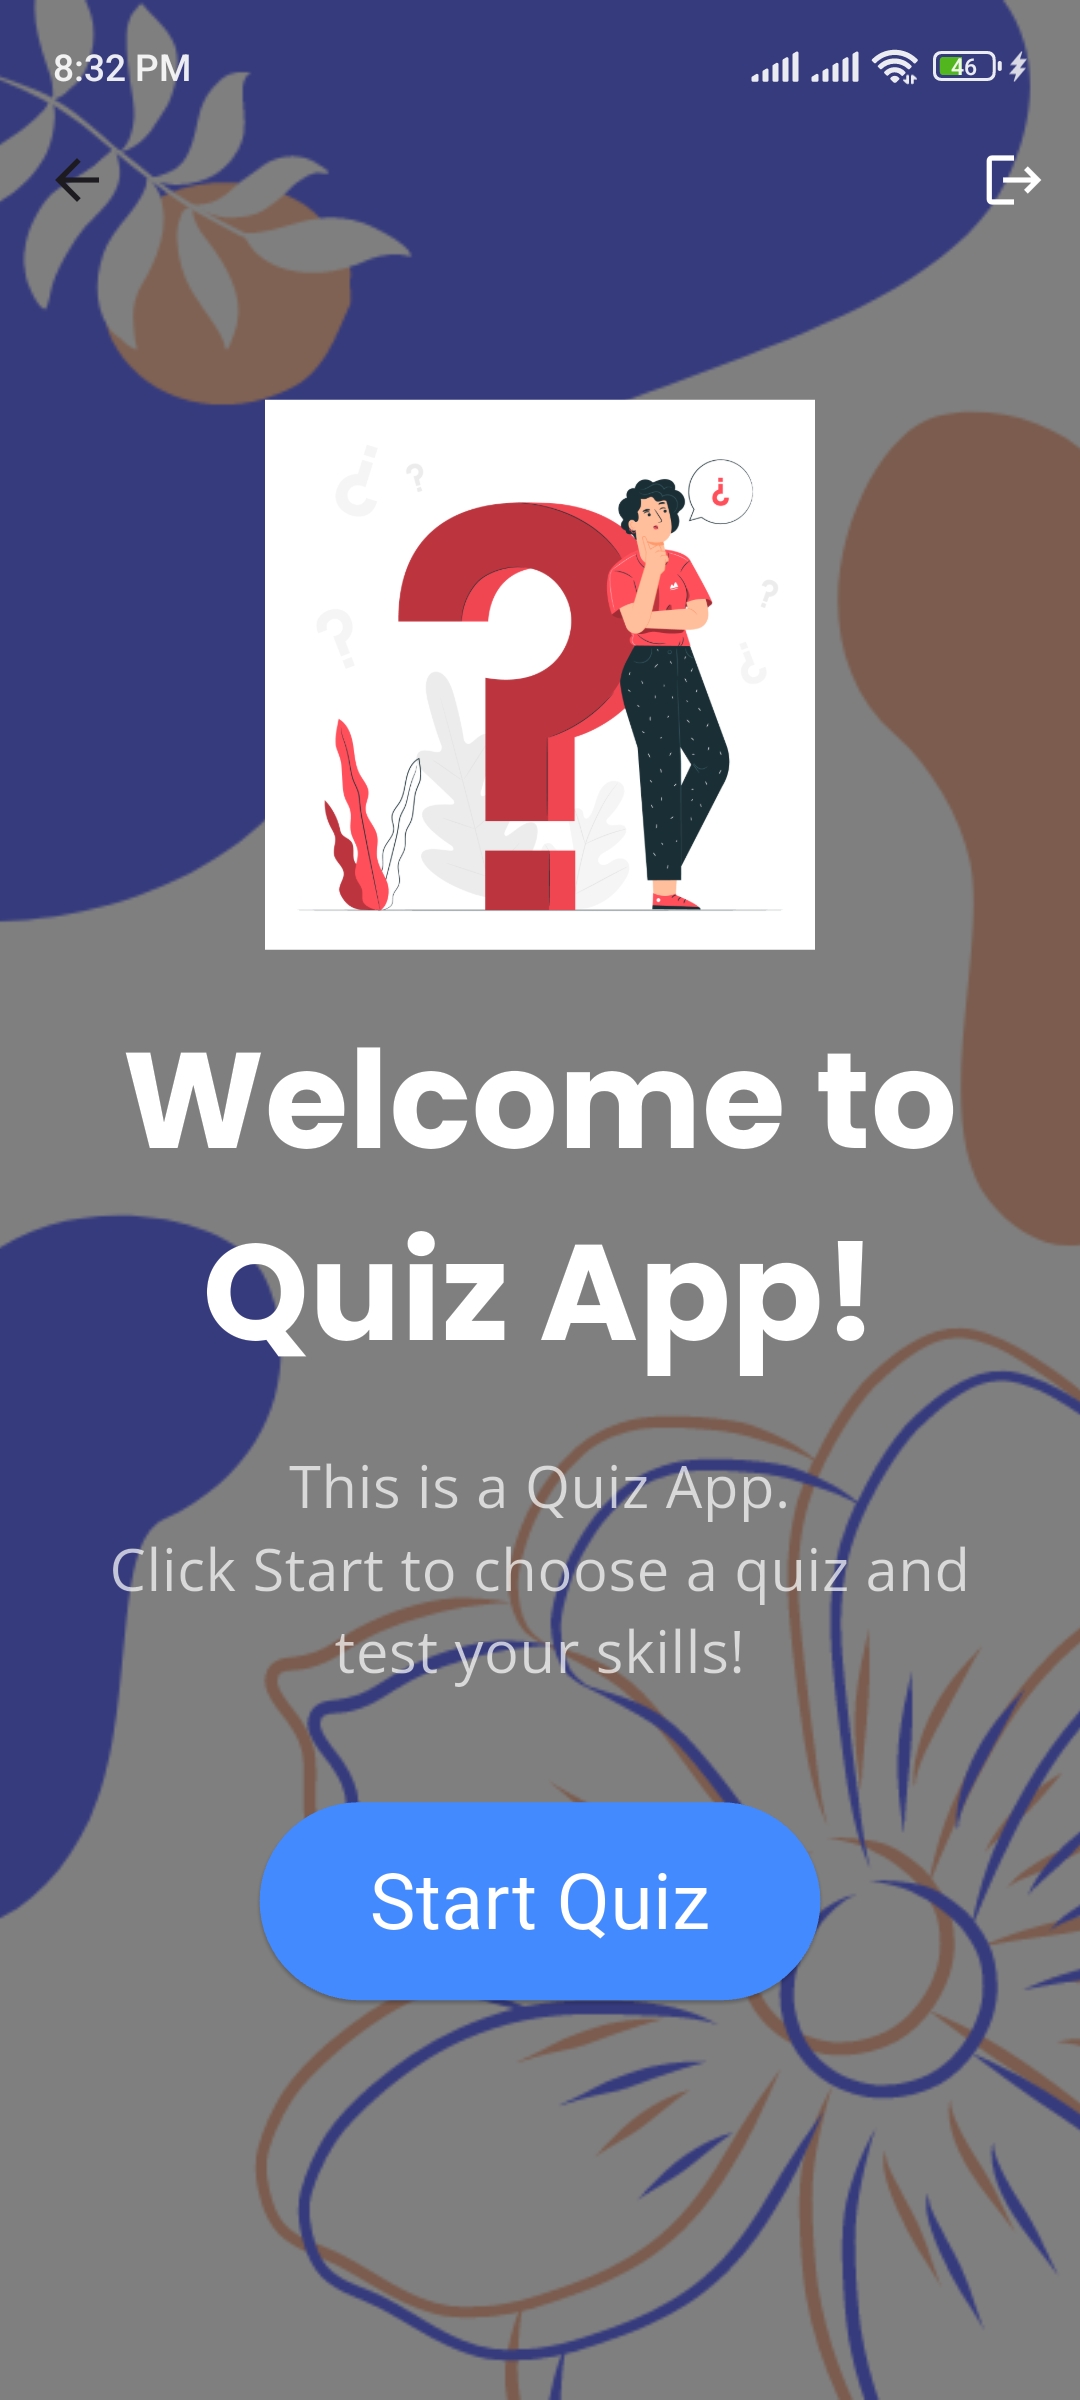 8:32 PM 46
Welcome to
Quiz App!
This is a Quiz App.
Click Start to choose a quiz and
test your skills!
Start Quiz